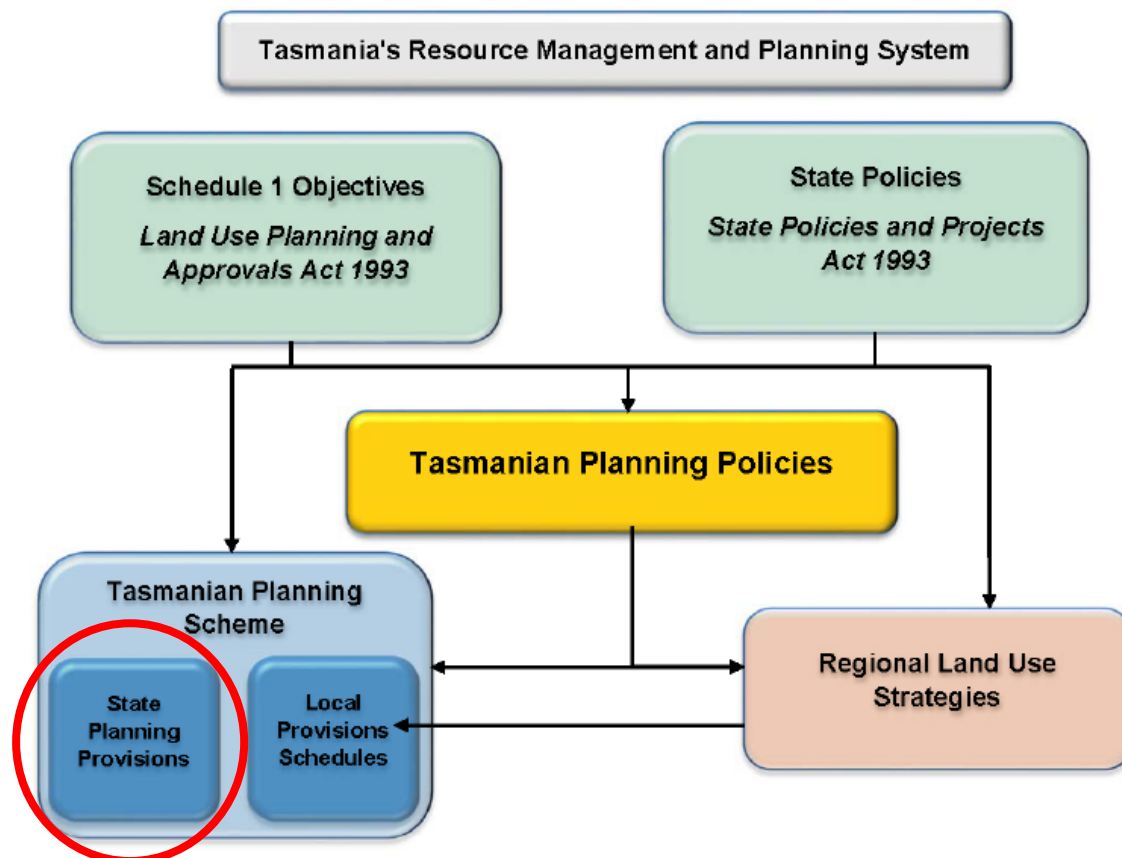 Tasmania's Resource Management and Planning System
Schedule 1 Objectives
Land Use Planning and
Approvals Act 1993
State Policies
State Policies and Projects
Act 1993
Tasmanian Planning Policies
Tasmanian Planning
Scheme
State
Planning
Provisions
Local
Provisions
Schedules
Regional Land Use
Strategies